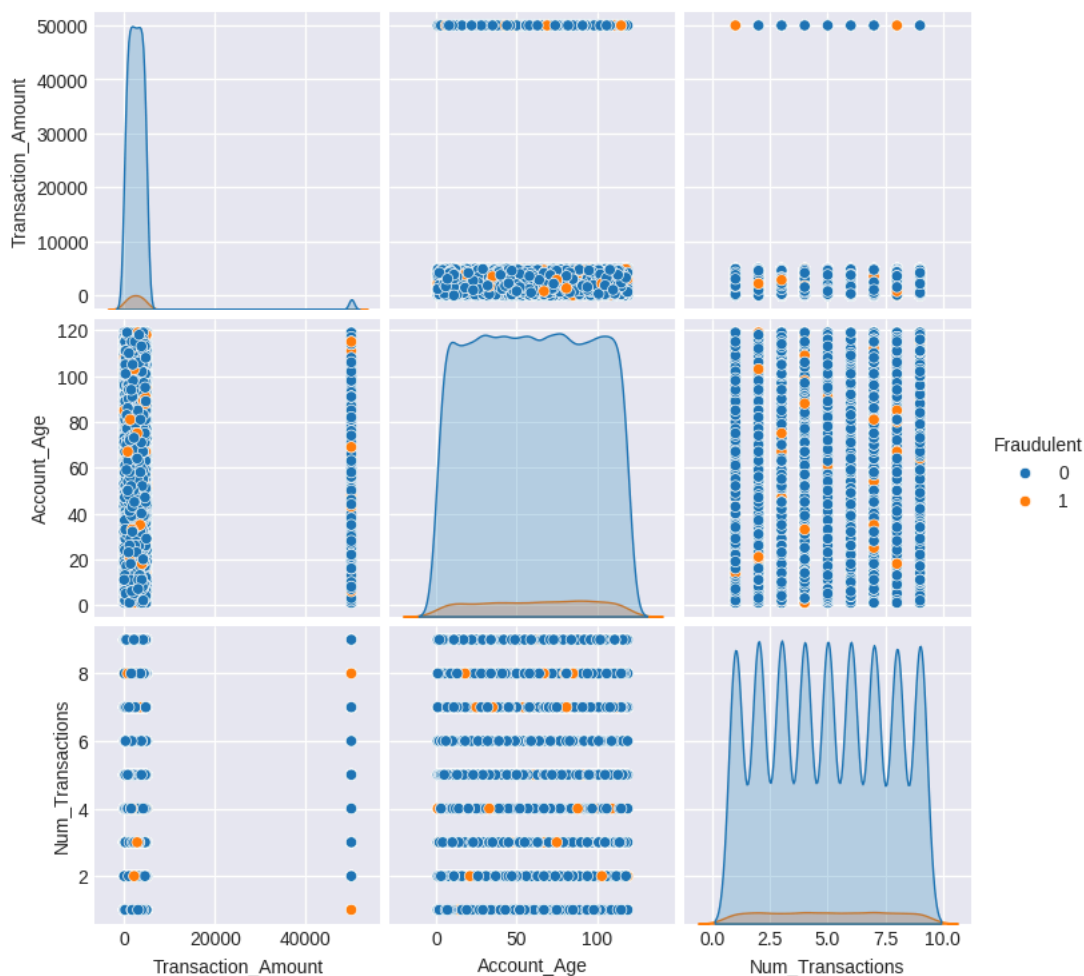 50000
40000
30000
20000
10000
0
Transaction_Amount
120
100
80
60
40
20
0
Account_Age
8
6
4
2
Num_Transactions
0 20000 40000
0 50 100
0.0 2.5 5.0 7.5 10.0
Transaction_Amount
Account_Age
Num_Transactions
Fraudulent
0
1